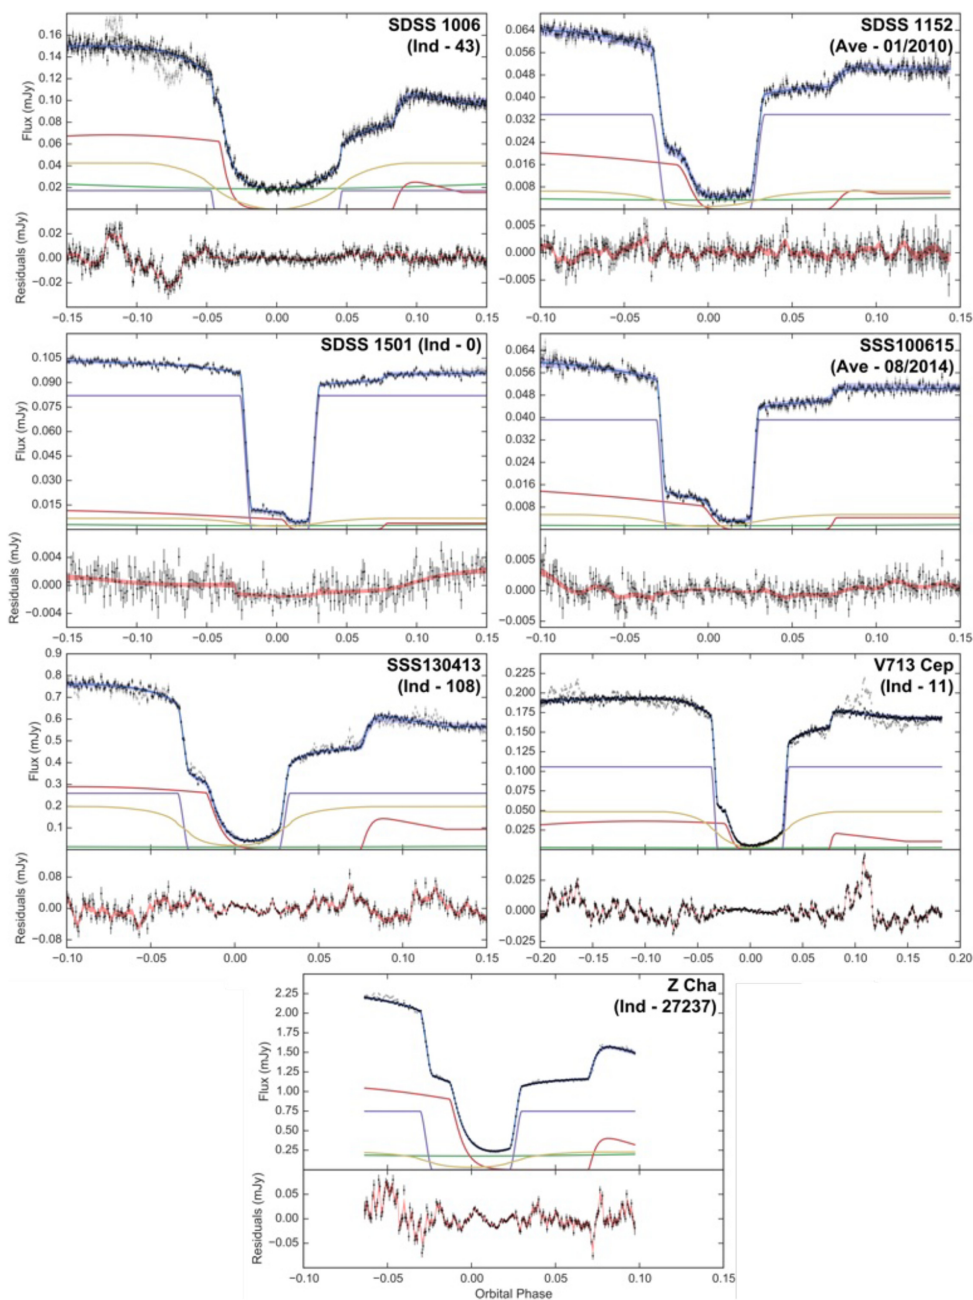 SDSS 1006
(Ind - 43)
0.16
0.14
0.12
0.10
0.08
0.06
0.04
0.02
Flux (mJy)
0.02
0.00
−0.02
Residuals (mJy)
−0.15 −0.10 −0.05 0.00 0.05 0.10 0.15
SDSS 1152
(Ave - 01/2010)
0.064
0.056
0.048
0.040
0.032
0.024
0.016
0.008
0.005
0.000
−0.005
−0.10 −0.05 0.00 0.05 0.10 0.15
SDSS 1501 (Ind - 0)
0.105
0.090
0.075
0.060
0.045
0.030
0.015
Flux (mJy)
0.004
0.000
−0.004
Residuals (mJy)
−0.15 −0.10 −0.05 0.00 0.05 0.10 0.15
SSS100615
(Ave - 08/2014)
0.064
0.056
0.048
0.040
0.032
0.024
0.016
0.008
0.005
0.000
−0.005
−0.10 −0.05 0.00 0.05 0.10 0.15
SSS130413
(Ind - 108)
0.9
0.8
0.7
0.6
0.5
0.4
0.3
0.2
0.1
Flux (mJy)
0.08
0.00
−0.08
Residuals (mJy)
−0.10 −0.05 0.00 0.05 0.10 0.15
V713 Cep
(Ind - 11)
0.225
0.200
0.175
0.150
0.125
0.100
0.075
0.050
0.025
0.025
0.000
−0.025
−0.20 −0.15 −0.10 −0.05 0.00 0.05 0.10 0.15 0.20
Z Cha
(Ind - 27237)
2.25
2.00
1.75
1.50
1.25
1.00
0.75
0.50
0.25
Flux (mJy)
0.05
0.00
−0.05
Residuals (mJy)
−0.10 −0.05 0.00 0.05 0.10 0.15
Orbital Phase